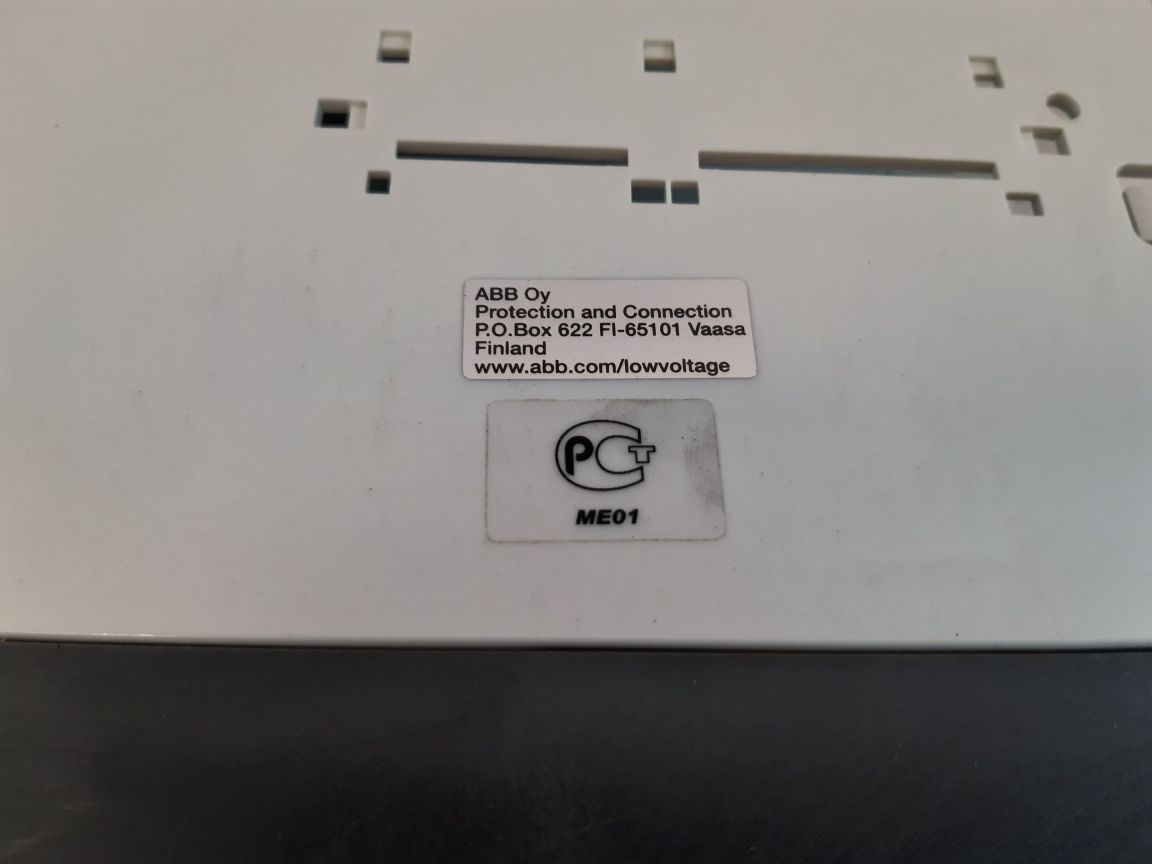 ABB Oy
Protection and Connection
P.O.Box 622 FI-65101 Vaasa
Finland
www.abb.com/lowvoltage
PCT
ME01